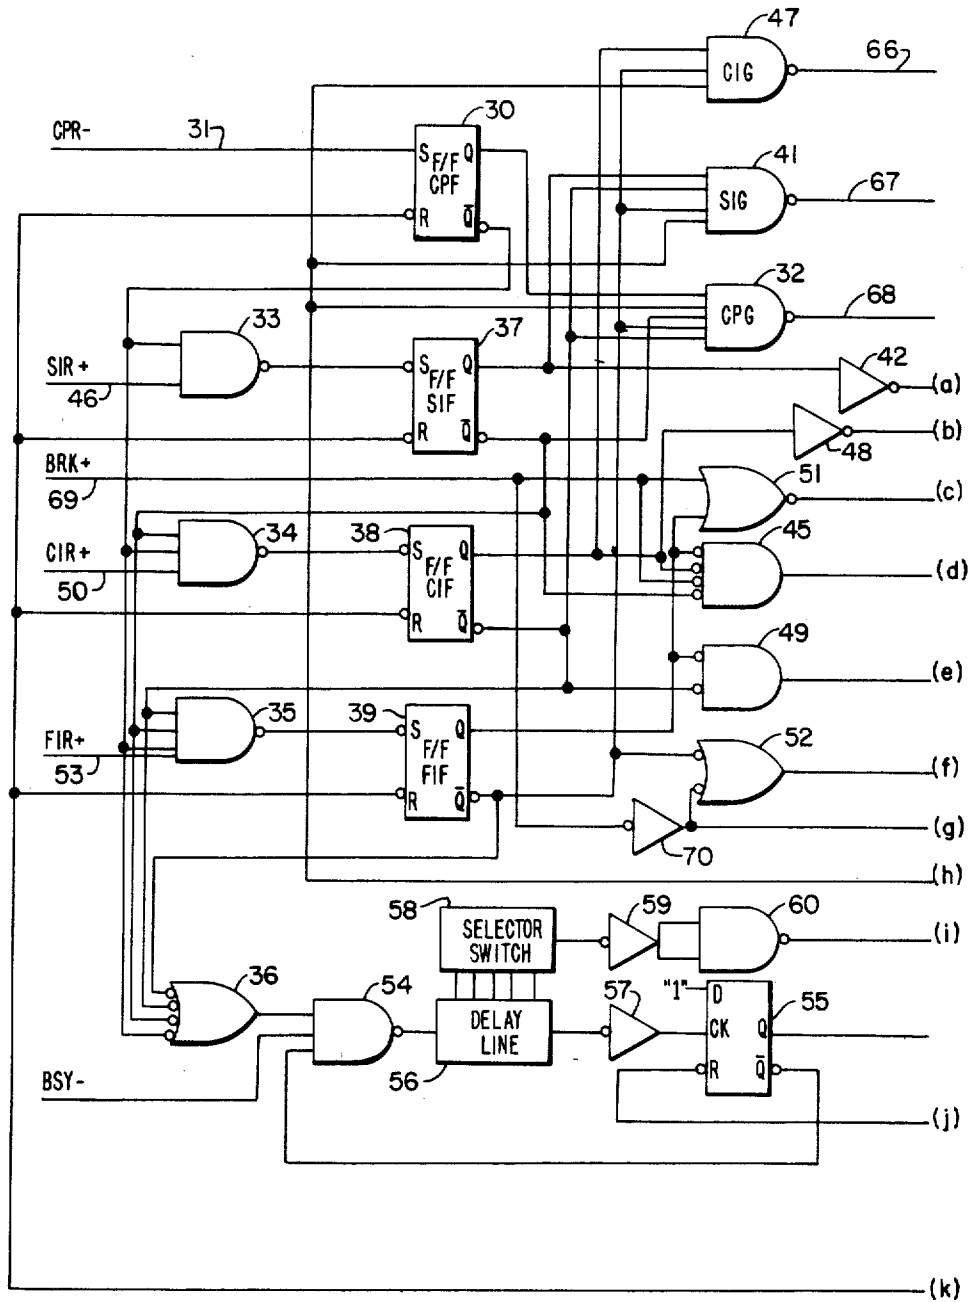 47
66
CIG
CPR-
31
30
S F/F Q
CPF
R Q̅
41
SIG
67
32
CPG
68
33
SIR+
46
37
S F/F Q
SIF
R Q̅
42
(a)
48
(b)
BRK+
69
51
(c)
34
CIR+
50
38
S F/F Q
CIF
R Q̅
45
(d)
49
(e)
35
FIR+
53
39
S F/F Q
FIF
R Q̅
52
(f)
70
(g)
(h)
58
SELECTOR
SWITCH
59
60
(i)
36
54
DELAY
LINE
56
57
"1"
D
CK Q
R Q̅
55
BSY-
(j)
(k)